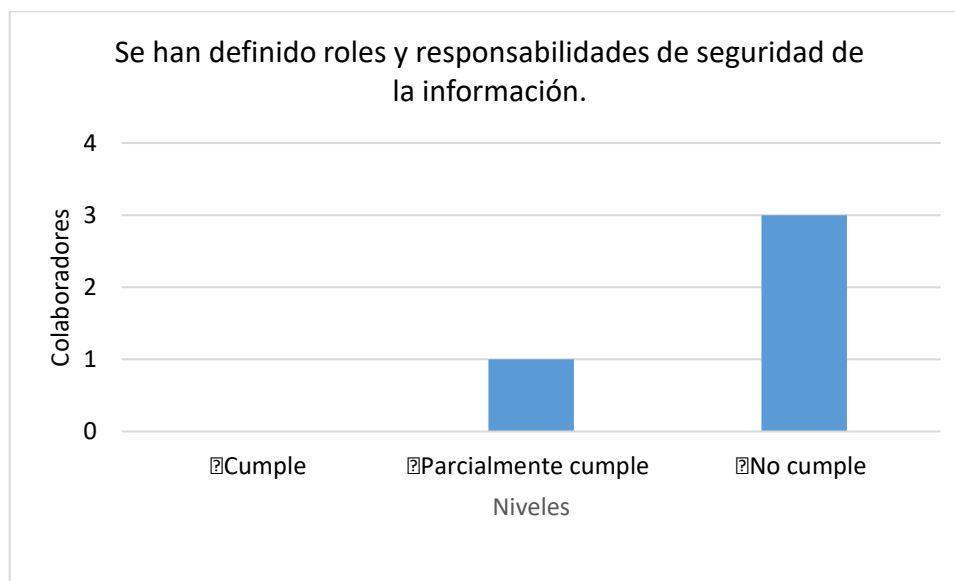 Se han definido roles y responsabilidades de seguridad de
la información.
4
3
2
1
0
Colaboradores
⍰Cumple
⍰Parcialmente cumple
⍰No cumple
Niveles